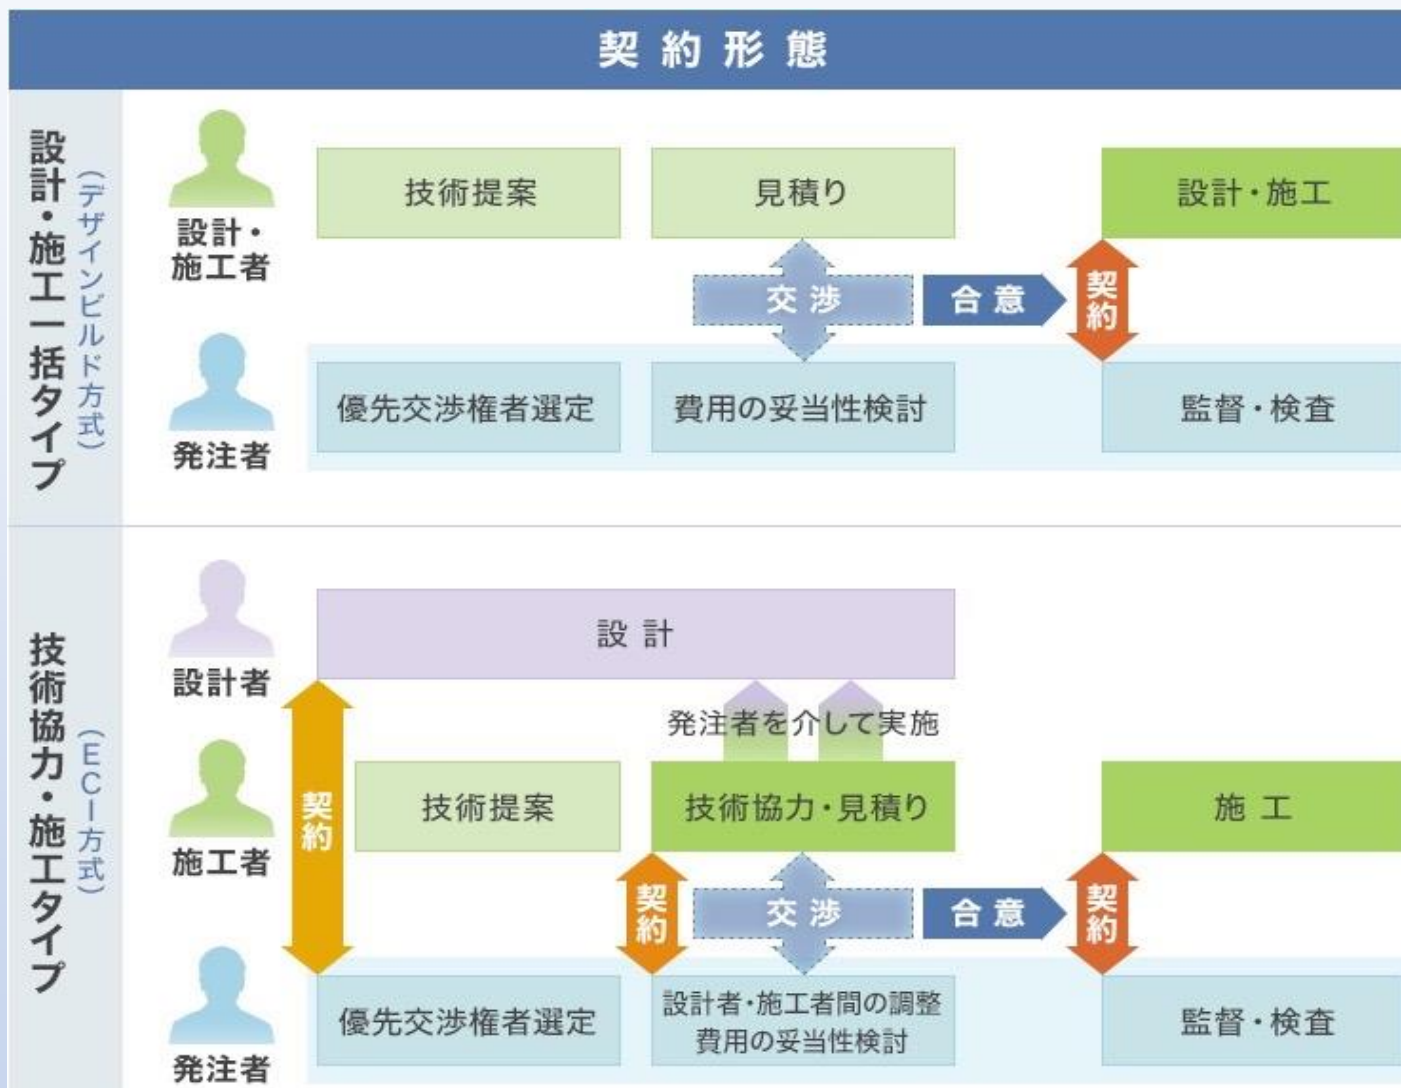 契約形態
設計・施工一括タイプ
(デザインビルド方式)
設計・
施工者
技術提案
見積り
設計・施工
交渉
合意
契約
発注者
優先交渉権者選定
費用の妥当性検討
監督・検査
技術協力・施工タイプ
(ECI方式)
設計者
設計
発注者を介して実施
契約
施工者
技術提案
技術協力・見積り
施工
契約
交渉
合意
契約
発注者
優先交渉権者選定
設計者・施工者間の調整
費用の妥当性検討
監督・検査